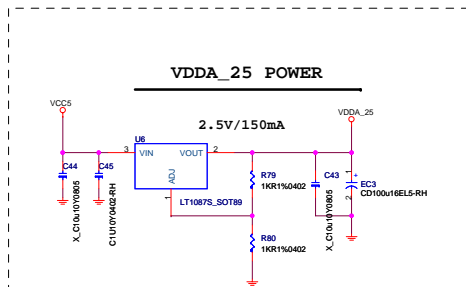 VDDA_25 POWER
VCC5
VDDA_25
2.5V/150mA
U6
3
VIN
VOUT
2
ADJ
1
LT1087S_SOT89
C44
X_C10u10Y0805
C45
C1U10Y0402-RH
R79
1KR1%0402
R80
1KR1%0402
C43
X_C10u10Y0805
1
+
2
EC3
CD100u16EL5-RH